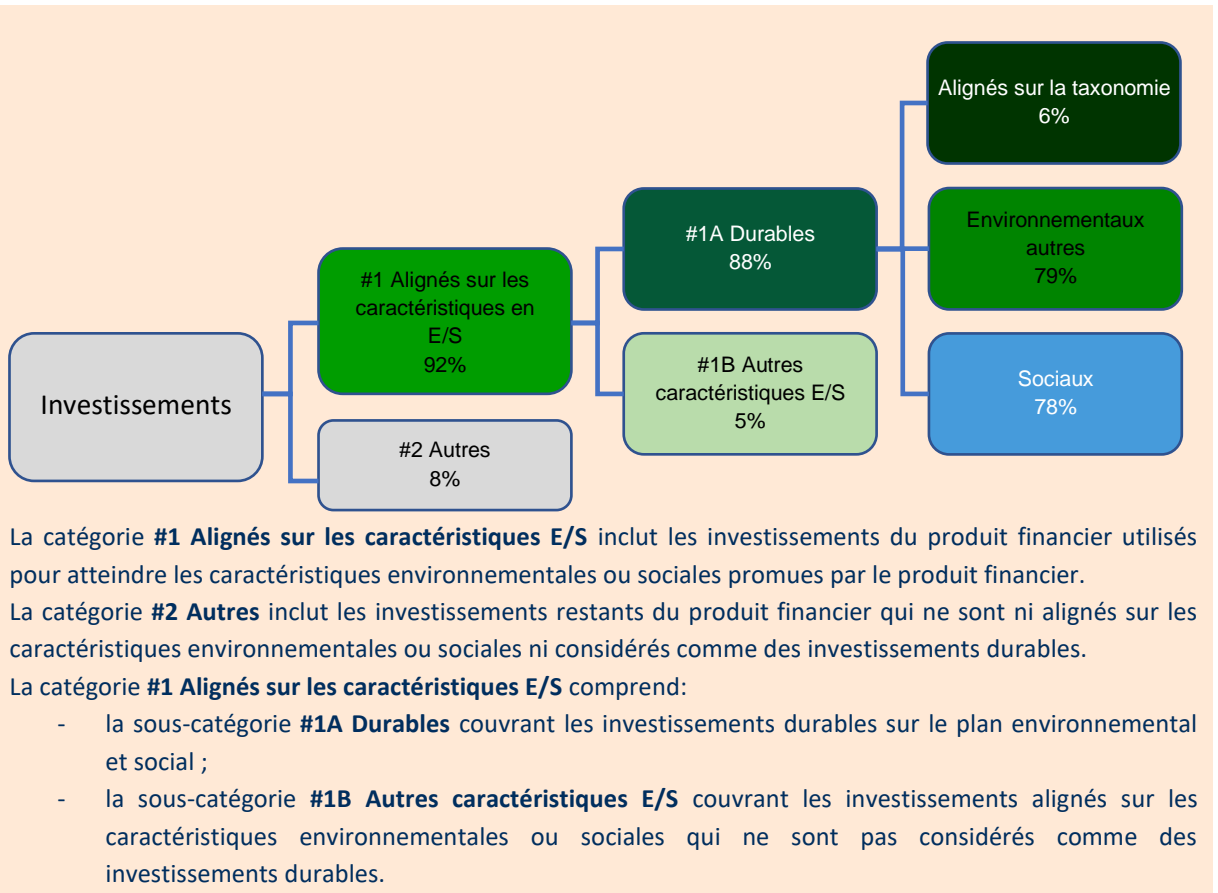 Alignés sur la taxonomie
6%
#1A Durables
88%
Environnementaux
autres
79%
#1 Alignés sur les
caractéristiques en
E/S
92%
#1B Autres
caractéristiques E/S
5%
Sociaux
78%
Investissements
#2 Autres
8%
La catégorie #1 Alignés sur les caractéristiques E/S inclut les investissements du produit financier utilisés
pour atteindre les caractéristiques environnementales ou sociales promues par le produit financier.
La catégorie #2 Autres inclut les investissements restants du produit financier qui ne sont ni alignés sur les
caractéristiques environnementales ou sociales ni considérés comme des investissements durables.
La catégorie #1 Alignés sur les caractéristiques E/S comprend:
- la sous-catégorie #1A Durables couvrant les investissements durables sur le plan environnemental
et social ;
- la sous-catégorie #1B Autres caractéristiques E/S couvrant les investissements alignés sur les
caractéristiques environnementales ou sociales qui ne sont pas considérés comme des
investissements durables.